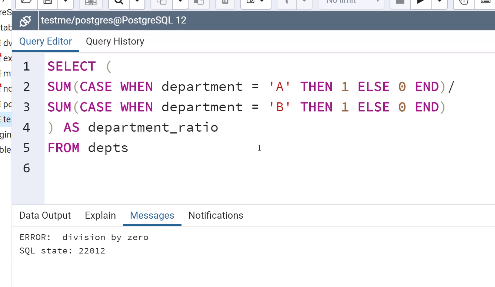 No limit
testme/postgres@PostgreSQL 12
Query Editor Query History
1 SELECT (
2 SUM(CASE WHEN department = 'A' THEN 1 ELSE 0 END)/
3 SUM(CASE WHEN department = 'B' THEN 1 ELSE 0 END)
4 ) AS department_ratio
5 FROM depts
6
Data Output Explain Messages Notifications
ERROR: division by zero
SQL state: 22012